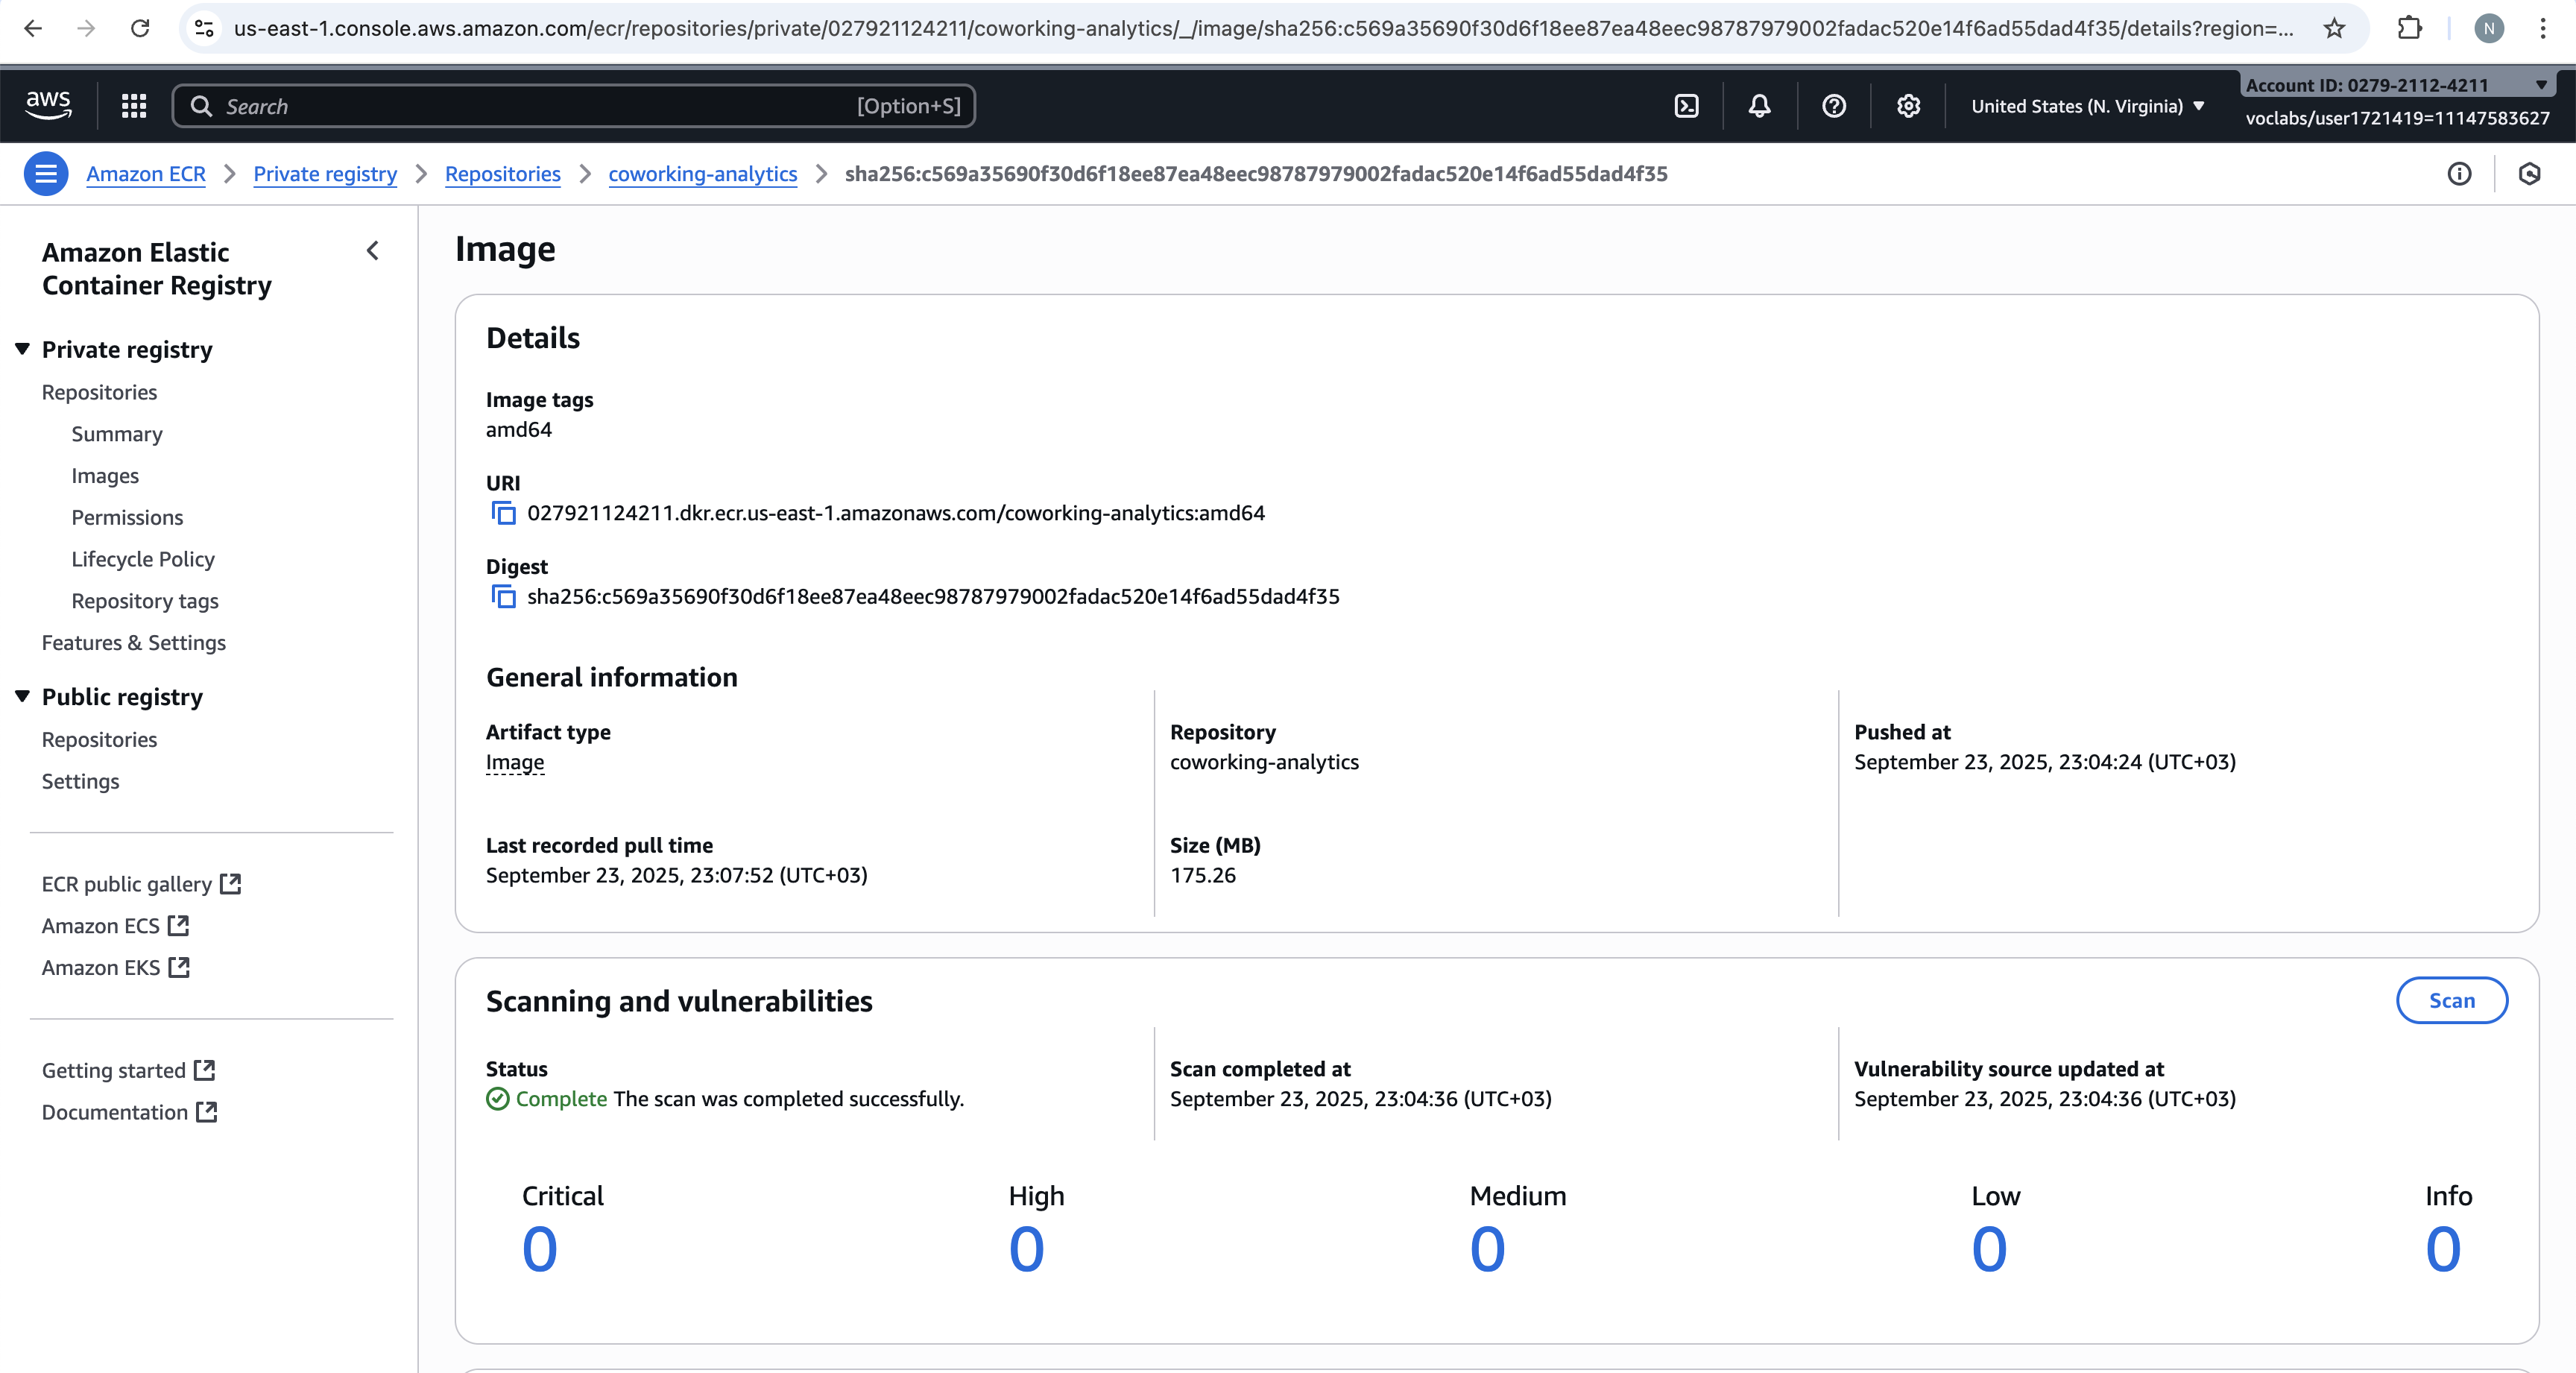 us-east-1.console.aws.amazon.com/ecr/repositories/private/027921124211/coworking-analytics/_/image/sha256:c569a35690f30d6f18ee87ea48eec98787979002fadac520e14f6ad55dad4f35/details?region=...
N
aws
Search
[Option+S]
United States (N. Virginia)
Account ID: 0279-2112-4211
voclabs/user1721419=11147583627
Amazon ECR
Private registry
Repositories
coworking-analytics
sha256:c569a35690f30d6f18ee87ea48eec98787979002fadac520e14f6ad55dad4f35
Amazon Elastic
Container Registry
Private registry
Repositories
Summary
Images
Permissions
Lifecycle Policy
Repository tags
Features & Settings
Public registry
Repositories
Settings
ECR public gallery
Amazon ECS
Amazon EKS
Getting started
Documentation
Image
Details
Image tags
amd64
URI
027921124211.dkr.ecr.us-east-1.amazonaws.com/coworking-analytics:amd64
Digest
sha256:c569a35690f30d6f18ee87ea48eec98787979002fadac520e14f6ad55dad4f35
General information
Artifact type
Image
Repository
coworking-analytics
Pushed at
September 23, 2025, 23:04:24 (UTC+03)
Last recorded pull time
September 23, 2025, 23:07:52 (UTC+03)
Size (MB)
175.26
Scanning and vulnerabilities
Scan
Status
Complete The scan was completed successfully.
Scan completed at
September 23, 2025, 23:04:36 (UTC+03)
Vulnerability source updated at
September 23, 2025, 23:04:36 (UTC+03)
Critical
0
High
0
Medium
0
Low
0
Info
0